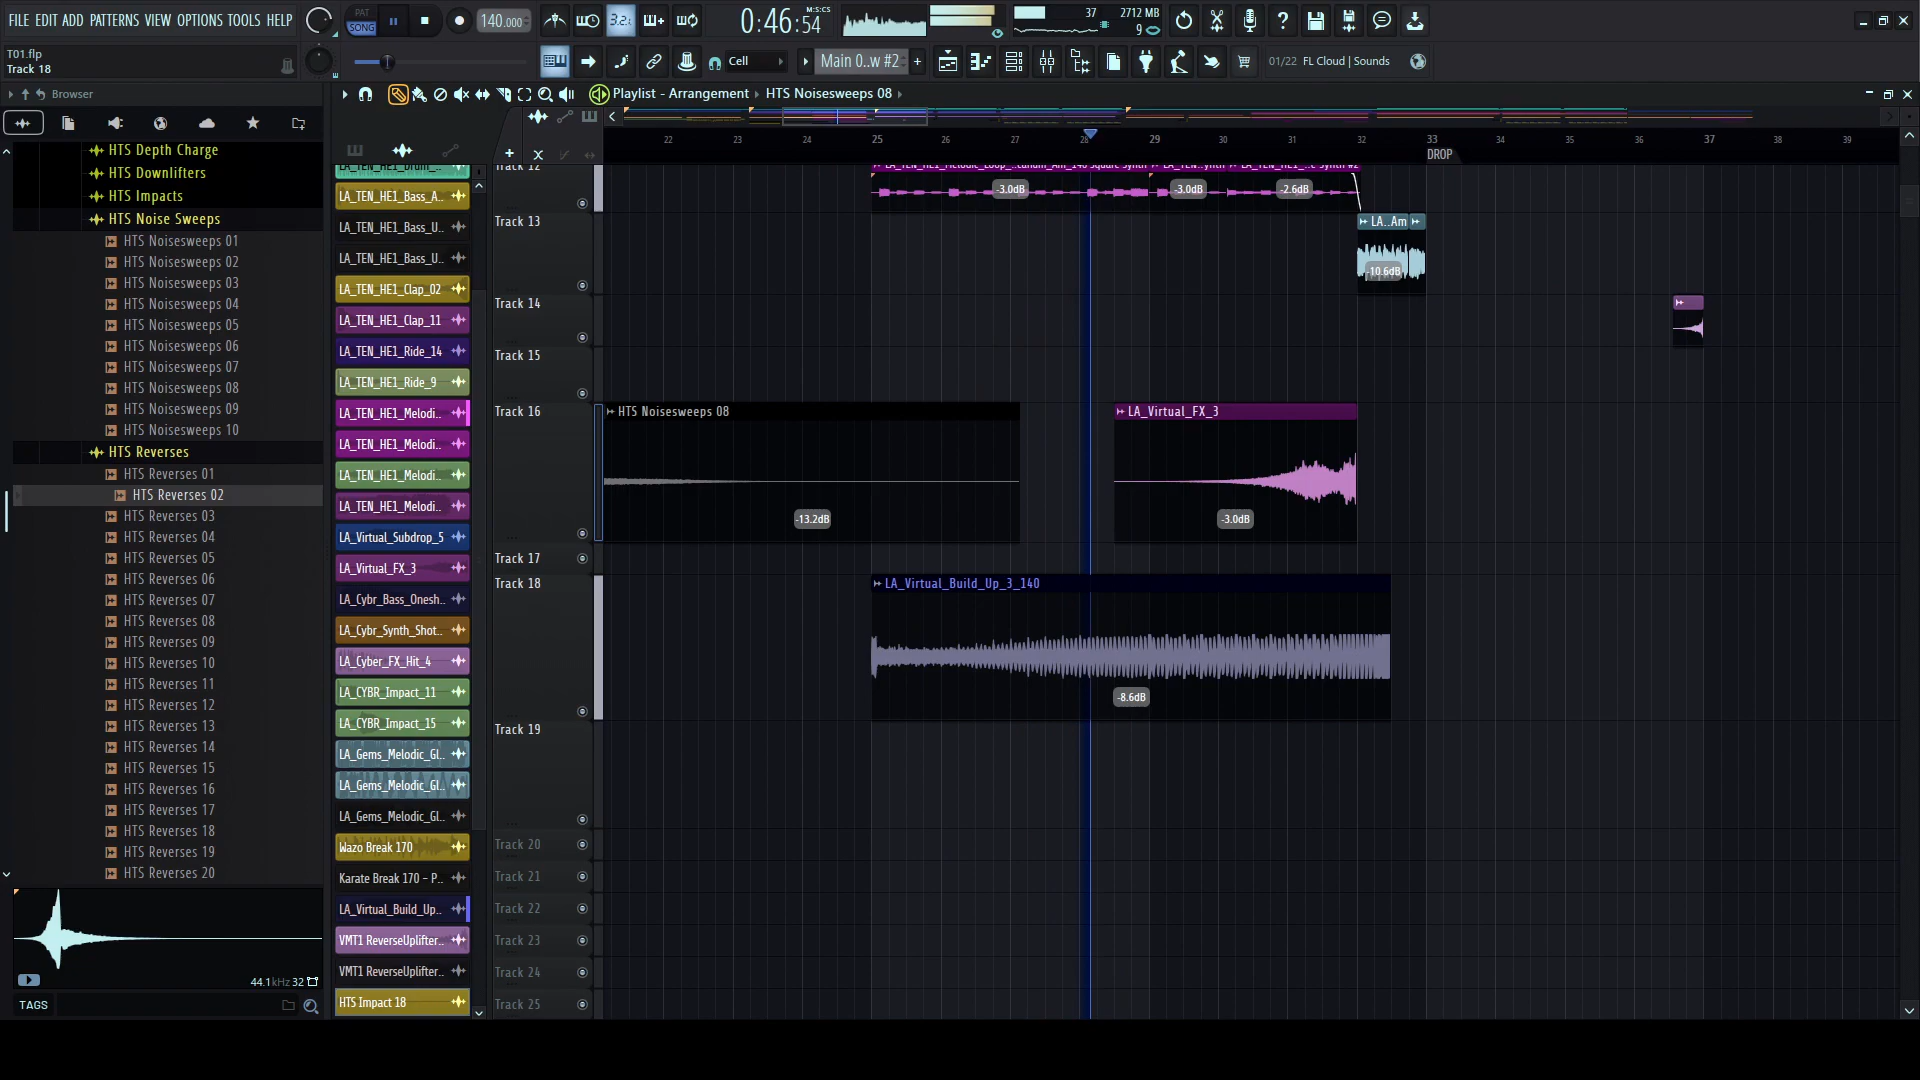 FILE EDIT ADD PATTERNS VIEW OPTIONS TOOLS HELP
PAT
SONG
140.000
3.2.
0:46:54
M:S:CS
37
2712 MB
9
T01.flp
Track 18
Cell
Main 0..w #2
+
01/22 FL Cloud | Sounds
Browser
Playlist - Arrangement › HTS Noisesweeps 08 ›
HTS Depth Charge
HTS Downlifters
HTS Impacts
HTS Noise Sweeps
HTS Noisesweeps 01
HTS Noisesweeps 02
HTS Noisesweeps 03
HTS Noisesweeps 04
HTS Noisesweeps 05
HTS Noisesweeps 06
HTS Noisesweeps 07
HTS Noisesweeps 08
HTS Noisesweeps 09
HTS Noisesweeps 10
HTS Reverses
HTS Reverses 01
HTS Reverses 02
HTS Reverses 03
HTS Reverses 04
HTS Reverses 05
HTS Reverses 06
HTS Reverses 07
HTS Reverses 08
HTS Reverses 09
HTS Reverses 10
HTS Reverses 11
HTS Reverses 12
HTS Reverses 13
HTS Reverses 14
HTS Reverses 15
HTS Reverses 16
HTS Reverses 17
HTS Reverses 18
HTS Reverses 19
HTS Reverses 20
44.1kHz 32
TAGS
LA_TEN_HE1_Bass_A..
LA_TEN_HE1_Bass_U..
LA_TEN_HE1_Bass_U..
LA_TEN_HE1_Clap_02
LA_TEN_HE1_Clap_11
LA_TEN_HE1_Ride_14
LA_TEN_HE1_Ride_9
LA_TEN_HE1_Melodi..
LA_TEN_HE1_Melodi..
LA_TEN_HE1_Melodi..
LA_TEN_HE1_Melodi..
LA_Virtual_Subdrop_5
LA_Virtual_FX_3
LA_Cybr_Bass_Onesh..
LA_Cybr_Synth_Shot..
LA_Cyber_FX_Hit_4
LA_CYBR_Impact_11
LA_CYBR_Impact_15
LA_Gems_Melodic_Gl..
LA_Gems_Melodic_Gl..
LA_Gems_Melodic_Gl..
Wazo Break 170
Karate Break 170 - P..
LA_Virtual_Build_Up..
VMT1 ReverseUplifter..
VMT1 ReverseUplifter..
HTS Impact 18
22 23 24 25 26 27 28 29 30 31 32 33 34 35 36 37 38 39
DROP
-3.0dB
-3.0dB
-2.6dB
Track 13
LA..Am
-10.6dB
Track 14
Track 15
Track 16
HTS Noisesweeps 08
-13.2dB
LA_Virtual_FX_3
-3.0dB
Track 17
Track 18
LA_Virtual_Build_Up_3_140
-8.6dB
Track 19
Track 20
Track 21
Track 22
Track 23
Track 24
Track 25